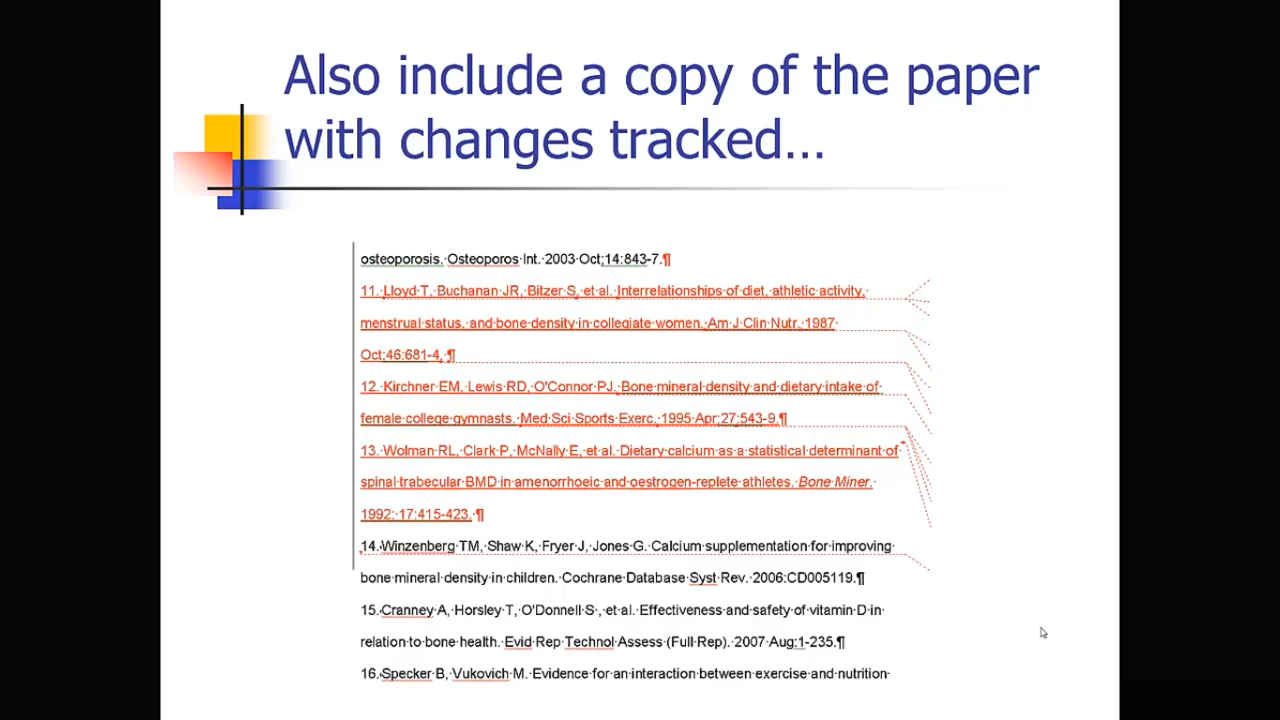 Also include a copy of the paper
with changes tracked…
osteoporosis. Osteoporos Int. 2003 Oct;14:843-7.¶
11. Lloyd T, Buchanan JR, Bitzer S, et al. Interrelationships of diet, athletic activity,
menstrual status, and bone density in collegiate women. Am J Clin Nutr. 1987
Oct;46:681-4. ¶
12. Kirchner EM, Lewis RD, O'Connor PJ. Bone mineral density and dietary intake of
female college gymnasts. Med Sci Sports Exerc. 1995 Apr;27:543-9.¶
13. Wolman RL, Clark P, McNally E, et al. Dietary calcium as a statistical determinant of
spinal trabecular BMD in amenorrhoeic and oestrogen-replete athletes. Bone Miner.
1992; 17:415-423. ¶
14. Winzenberg TM, Shaw K, Fryer J, Jones G. Calcium supplementation for improving
bone mineral density in children. Cochrane Database Syst Rev. 2006:CD005119.¶
15. Cranney A, Horsley T, O'Donnell S, et al. Effectiveness and safety of vitamin D in
relation to bone health. Evid Rep Technol Assess (Full Rep). 2007 Aug:1-235.¶
16. Specker B, Vukovich M. Evidence for an interaction between exercise and nutrition